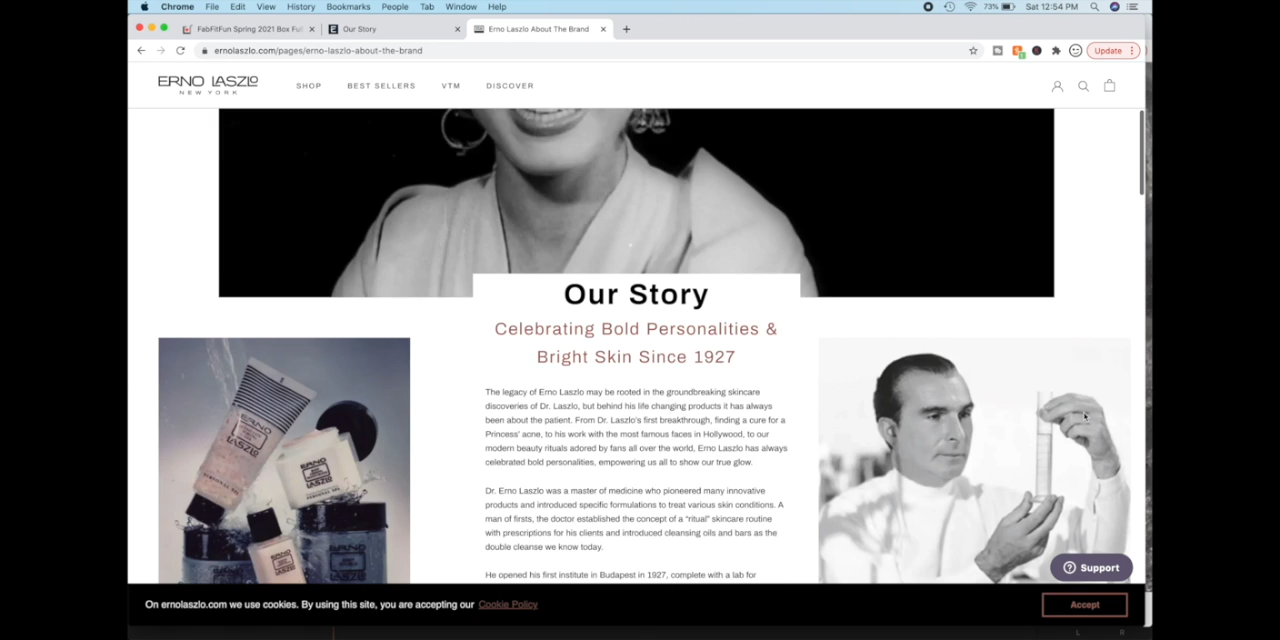 Chrome File Edit View History Bookmarks People Tab Window Help 73% Sat 12:54 PM
FabFitFun Spring 2021 Box Ful Our Story Erno Laszlo About The Brand
ernolaszlo.com/pages/erno-laszlo-about-the-brand Update
ERNO LASZLO
NEW YORK
SHOP BEST SELLERS VTM DISCOVER
Our Story
Celebrating Bold Personalities &
Bright Skin Since 1927
The legacy of Erno Laszlo may be rooted in the groundbreaking skincare
discoveries of Dr. Laszlo, but behind his life changing products it has always
been about the patient. From Dr. Laszlo's first breakthrough, finding a cure for a
Princess' acne, to his work with the most famous faces in Hollywood, to our
modern beauty rituals adored by fans all over the world, Erno Laszlo has always
celebrated bold personalities, empowering us all to show our true glow.
Dr. Erno Laszlo was a master of medicine who pioneered many innovative
products and introduced specific formulations to treat various skin conditions. A
man of firsts, the doctor established the concept of a "ritual" skincare routine
with prescriptions for his clients and introduced cleansing oils and bars as the
double cleanse we know today.
He opened his first institute in Budapest in 1927, complete with a lab for
ERNO
LASZLO
ERNO
LASZLO
Support
On ernolaszlo.com we use cookies. By using this site, you are accepting our Cookie Policy
Accept
L R